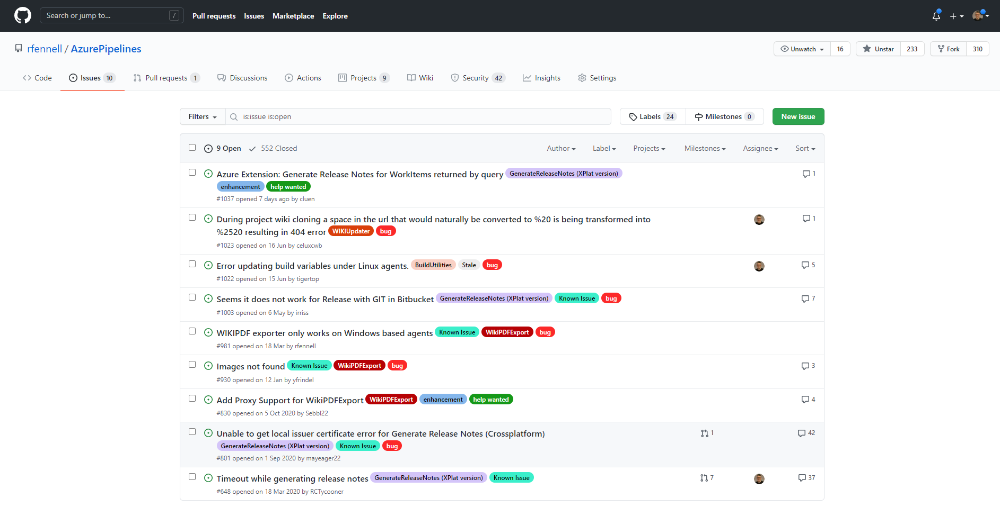 Search or jump to... / Pull requests Issues Marketplace Explore
rfennell / AzurePipelines Unwatch 16 Unstar 233 Fork 310
Code Issues 10 Pull requests 1 Discussions Actions Projects 9 Wiki Security 42 Insights Settings
Filters is:issue is:open Labels 24 Milestones 0 New issue
9 Open 552 Closed Author Label Projects Milestones Assignee Sort
Azure Extension: Generate Release Notes for WorkItems returned by query GenerateReleaseNotes (XPlat version) 1
enhancement help wanted
#1037 opened 7 days ago by cluen
During project wiki cloning a space in the url that would naturally be converted to %20 is being transformed into 1
%2520 resulting in 404 error WIKIUpdater bug
#1023 opened on 16 Jun by celuxcwb
Error updating build variables under Linux agents. BuildUtilities Stale bug 5
#1022 opened on 15 Jun by tigertop
Seems it does not work for Release with GIT in Bitbucket GenerateReleaseNotes (XPlat version) Known Issue bug 7
#1003 opened on 6 May by irriss
WIKIPDF exporter only works on Windows based agents Known Issue WikiPDFExport bug
#981 opened on 18 Mar by rfennell
Images not found Known Issue WikiPDFExport bug 3
#930 opened on 12 Jan by yfrindel
Add Proxy Support for WikiPDFExport WikiPDFExport enhancement help wanted 4
#830 opened on 5 Oct 2020 by Sebbl22
Unable to get local issuer certificate error for Generate Release Notes (Crossplatform) 1 42
GenerateReleaseNotes (XPlat version) Known Issue bug
#801 opened on 1 Sep 2020 by mayeager22
Timeout while generating release notes GenerateReleaseNotes (XPlat version) Known Issue 7 37
#648 opened on 18 Mar 2020 by RCTycooner